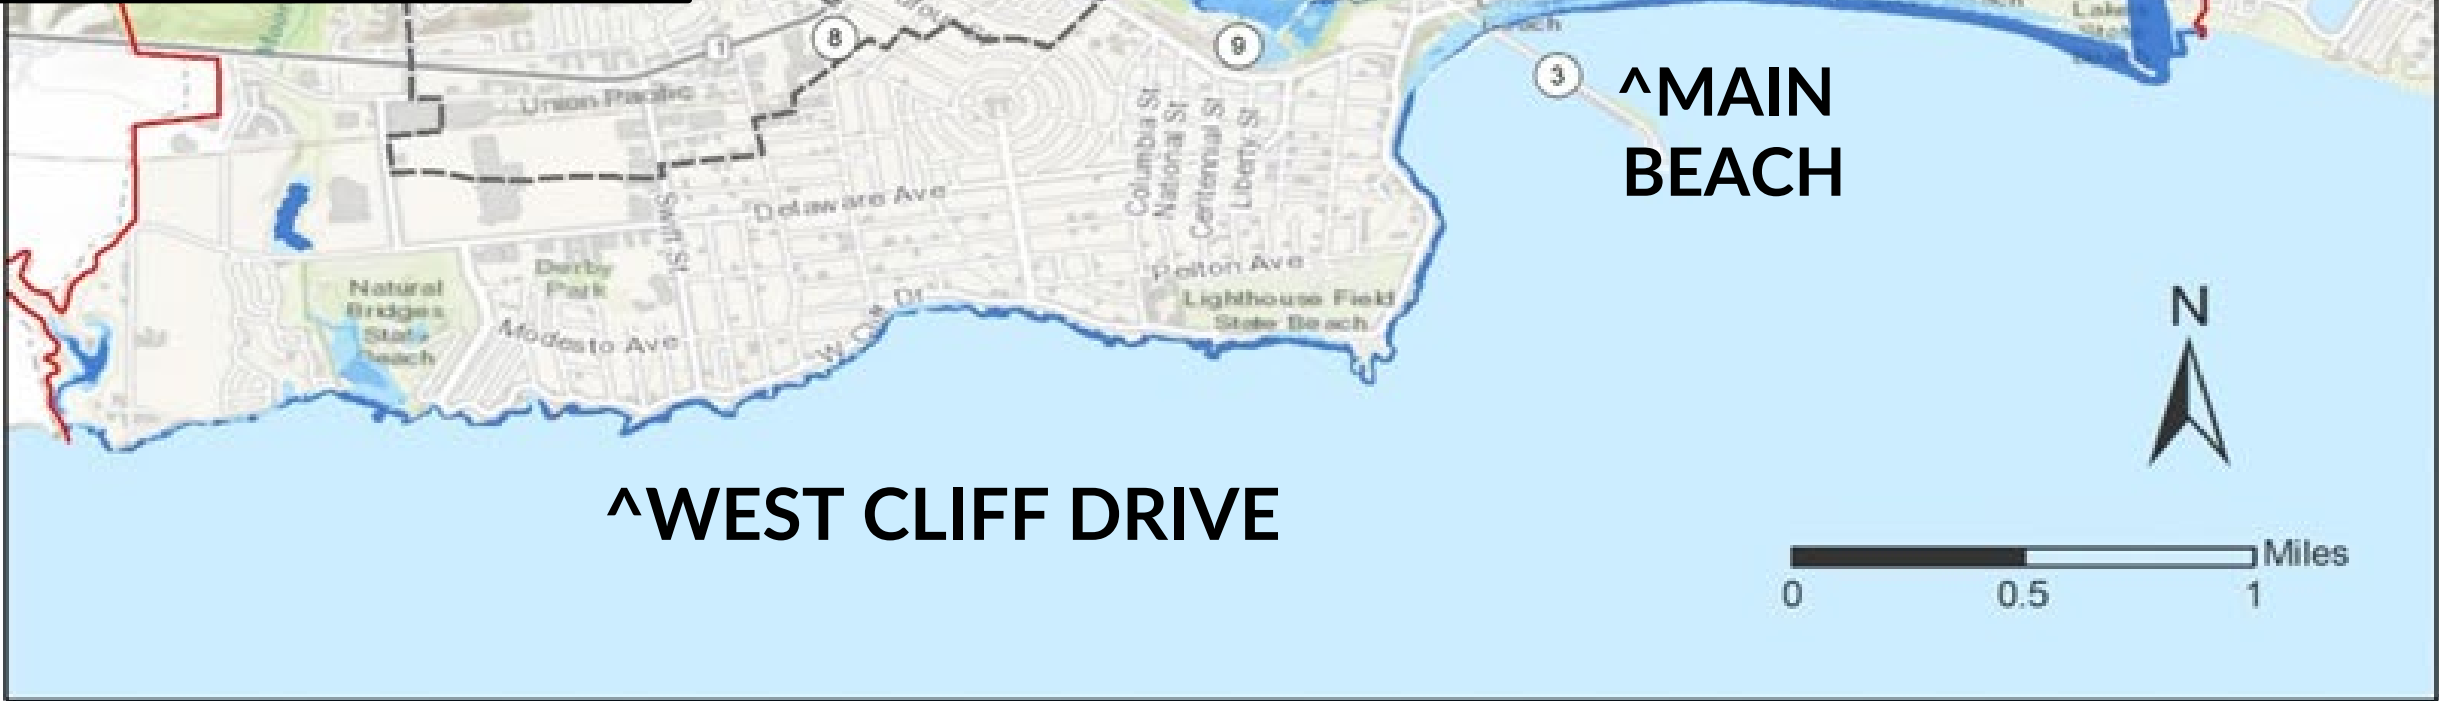 8
1
9
3
^MAIN
BEACH
Union Pacific
Columbia St
National St
Centennial St
Liberty St
Swift St
Delaware Ave
Derby
Park
Natural
Bridges
State
Beach
Modesto Ave
W Cliff Dr
Pelton Ave
Lighthouse Field
State Beach
Lake
N
^WEST CLIFF DRIVE
Miles
0 0.5 1